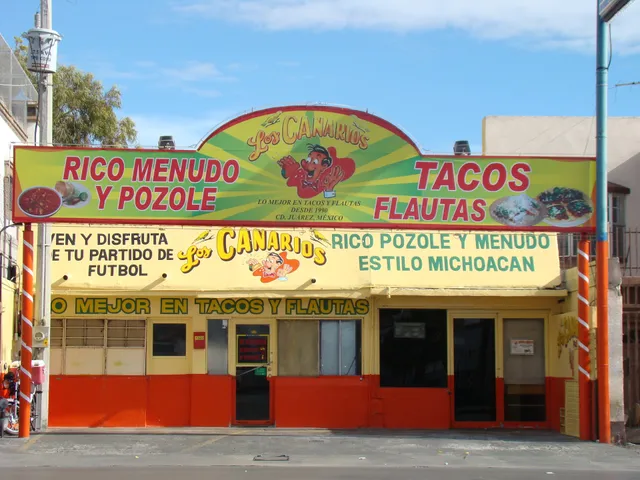 RICO MENUDO
Y POZOLE
Los CANARIOS
LO MEJOR EN TACOS Y FLAUTAS
DESDE 1990
CD. JUAREZ, MEXICO
TACOS
FLAUTAS
VEN Y DISFRUTA
DE TU PARTIDO DE
FUTBOL
Los CANARIOS
RICO POZOLE Y MENUDO
ESTILO MICHOACAN
LO MEJOR EN TACOS Y FLAUTAS